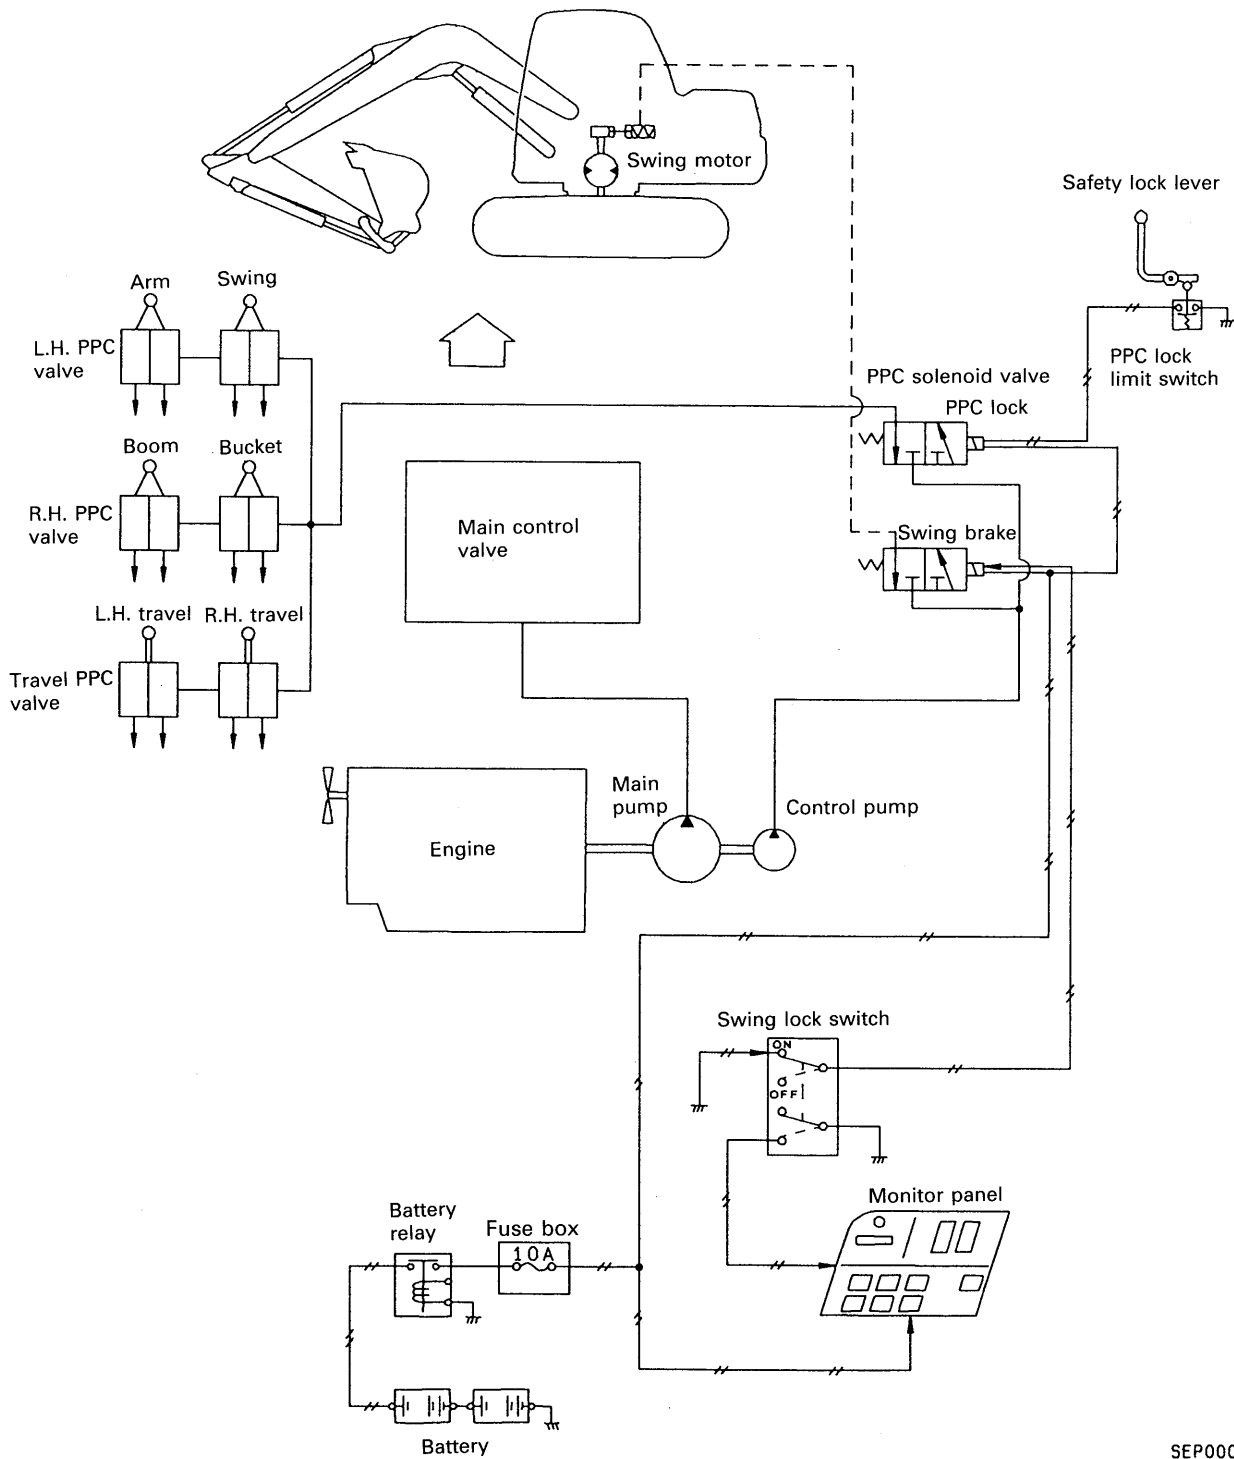 Swing motor
Safety lock lever
Arm
Swing
L.H. PPC
valve
PPC lock
limit switch
PPC solenoid valve
PPC lock
Boom
Bucket
R.H. PPC
valve
Main control
valve
Swing brake
L.H. travel
R.H. travel
Travel PPC
valve
Main
pump
Control pump
Engine
Swing lock switch
ON
OFF
Monitor panel
Battery
relay
Fuse box
10A
Battery
SEP000